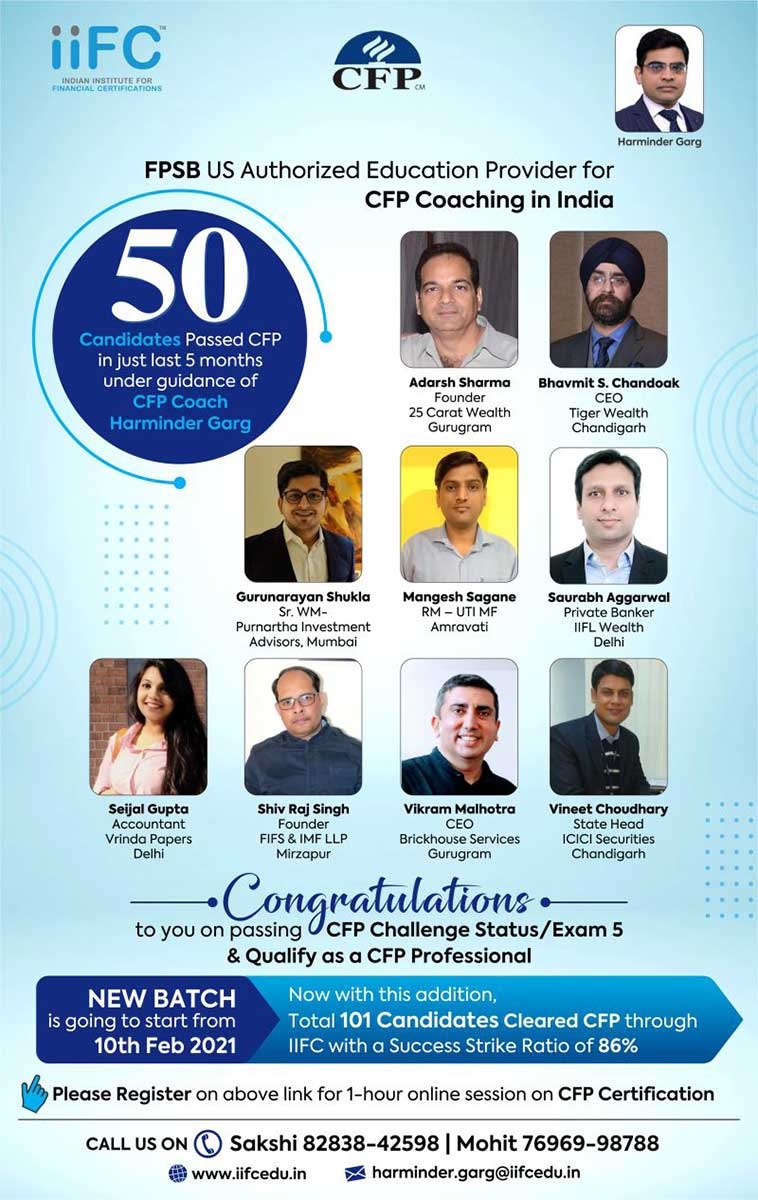 iiFC™
INDIAN INSTITUTE FOR
FINANCIAL CERTIFICATIONS
CFP CM
Harminder Garg
FPSB US Authorized Education Provider for
CFP Coaching in India
50
Candidates Passed CFP
in just last 5 months
under guidance of
CFP Coach
Harminder Garg
Adarsh Sharma
Founder
25 Carat Wealth
Gurugram
Bhavmit S. Chandoak
CEO
Tiger Wealth
Chandigarh
Gurunarayan Shukla
Sr. WM-
Purnartha Investment
Advisors, Mumbai
Mangesh Sagane
RM – UTI MF
Amravati
Saurabh Aggarwal
Private Banker
IIFL Wealth
Delhi
Seijal Gupta
Accountant
Vrinda Papers
Delhi
Shiv Raj Singh
Founder
FIFS & IMF LLP
Mirzapur
Vikram Malhotra
CEO
Brickhouse Services
Gurugram
Vineet Choudhary
State Head
ICICI Securities
Chandigarh
Congratulations
to you on passing CFP Challenge Status/Exam 5
& Qualify as a CFP Professional
NEW BATCH
is going to start from
10th Feb 2021
Now with this addition,
Total 101 Candidates Cleared CFP through
IIFC with a Success Strike Ratio of 86%
Please Register on above link for 1-hour online session on CFP Certification
CALL US ON Sakshi 82838-42598 | Mohit 76969-98788
www.iifcedu.in harminder.garg@iifcedu.in